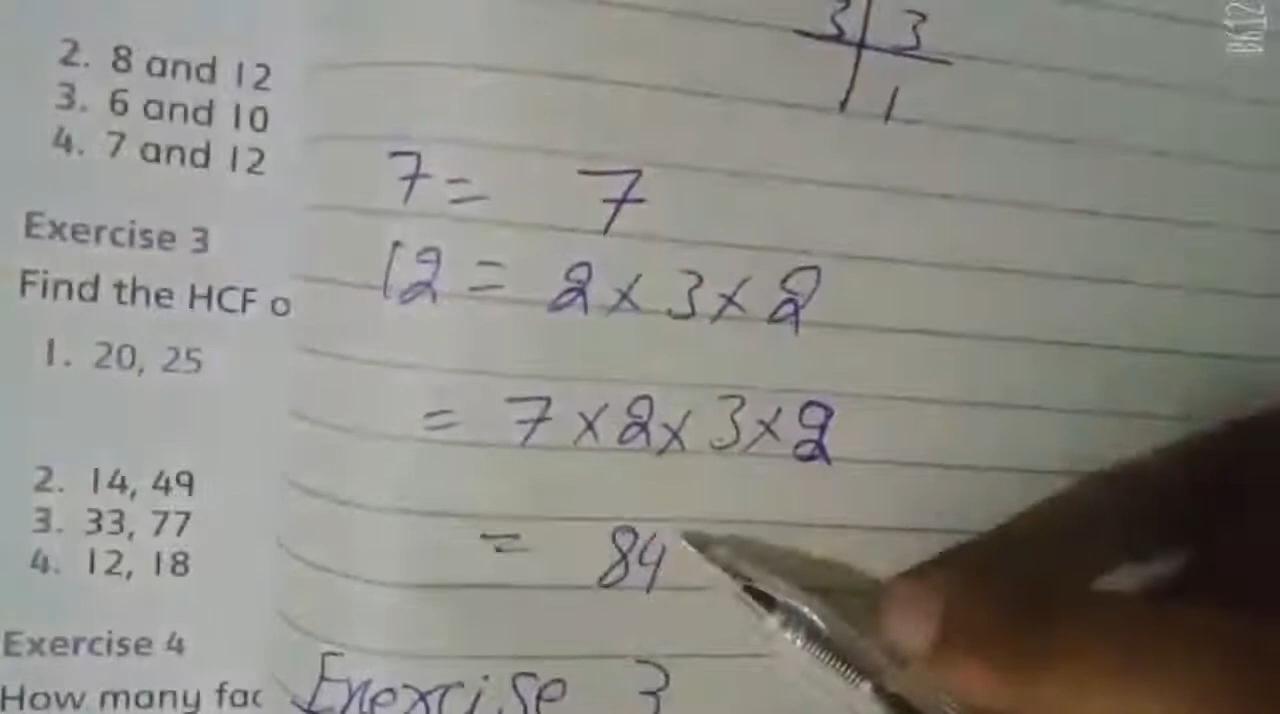 2. 8 and 12
3. 6 and 10
4. 7 and 12
Exercise 3
Find the HCF o
1. 20, 25
2. 14, 49
3. 33, 77
4. 12, 18
Exercise 4
How many fac
3 3
1
7 = 7
12 = 2 × 3 × 2
= 7 × 2 × 3 × 2
= 84
Exercise 3